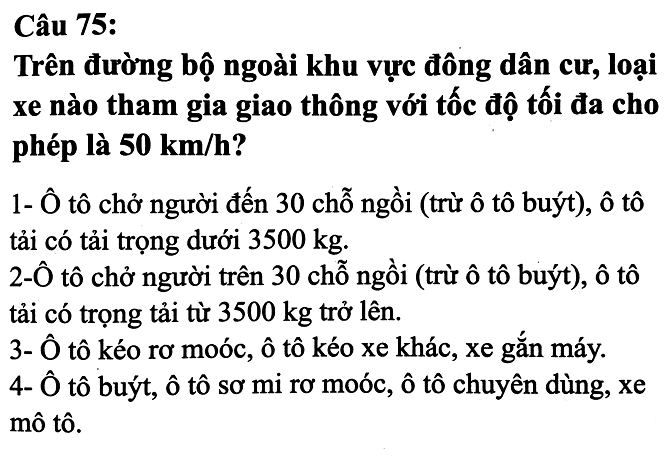 Câu 75:
Trên đường bộ ngoài khu vực đông dân cư, loại
xe nào tham gia giao thông với tốc độ tối đa cho
phép là 50 km/h?
1- Ô tô chở người đến 30 chỗ ngồi (trừ ô tô buýt), ô tô
tải có tải trọng dưới 3500 kg.
2-Ô tô chở người trên 30 chỗ ngồi (trừ ô tô buýt), ô tô
tải có trọng tải từ 3500 kg trở lên.
3- Ô tô kéo rơ moóc, ô tô kéo xe khác, xe gắn máy.
4- Ô tô buýt, ô tô sơ mi rơ moóc, ô tô chuyên dùng, xe
mô tô.